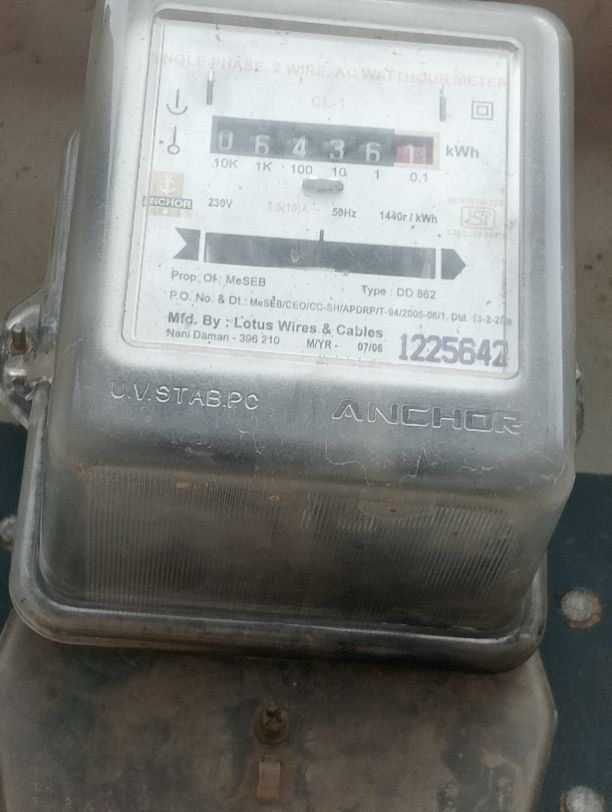 SINGLE PHASE, 2 WIRE, AC WATTHOUR METER
CL-1
0 6 4 3 6 1 kWh
10K 1K 100 10 1 0.1
ANCHOR 230V 2.5(10)A 50Hz 1440r / kWh
Prop. Of : MeSEB Type : DD 862
P.O. No. & Dt.: MeSEB/CEO/CC-SH/APDRP/T-94/2005-06/1, Dtd.
Mfd. By : Lotus Wires & Cables
Nani Daman - 396 210 M/YR - 07/06 1225642
U.V.STAB.PC ANCHOR